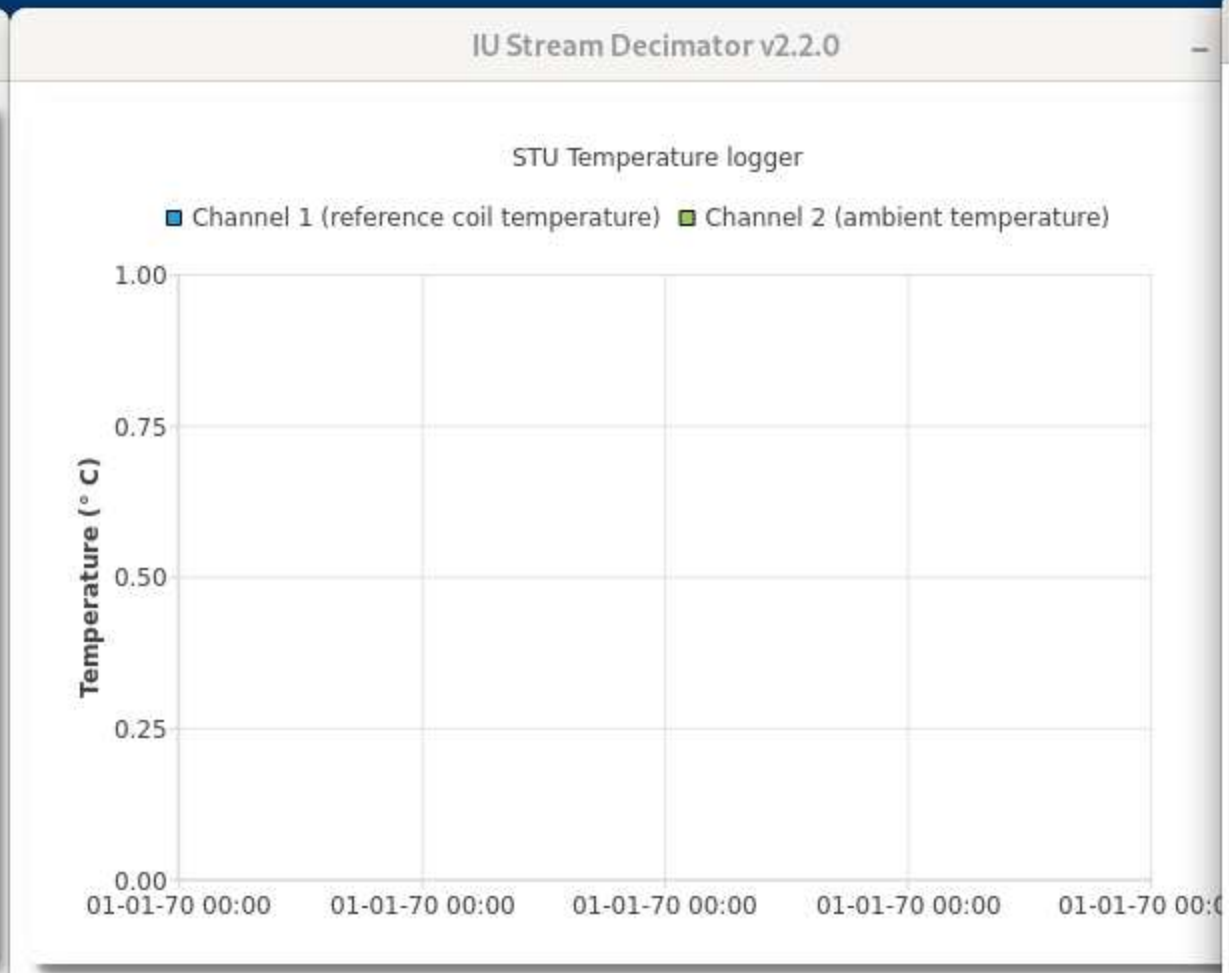 IU Stream Decimator v2.2.0
STU Temperature logger
Channel 1 (reference coil temperature) Channel 2 (ambient temperature)
1.00
0.75
0.50
0.25
0.00
Temperature (° C)
01-01-70 00:00 01-01-70 00:00 01-01-70 00:00 01-01-70 00:00 01-01-70 00:0